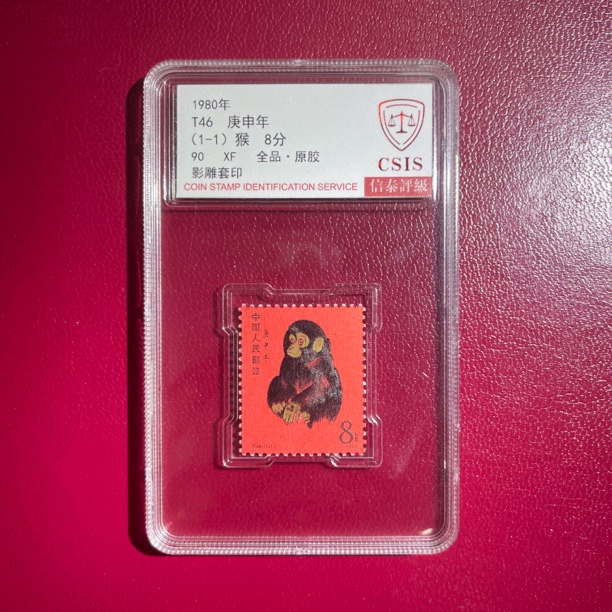 1980年
T46 庚申年
(1-1) 猴 8分
90 XF 全品·原胶
影雕套印
COIN STAMP IDENTIFICATION SERVICE
CSIS
信泰評級
中国人民邮政
8分